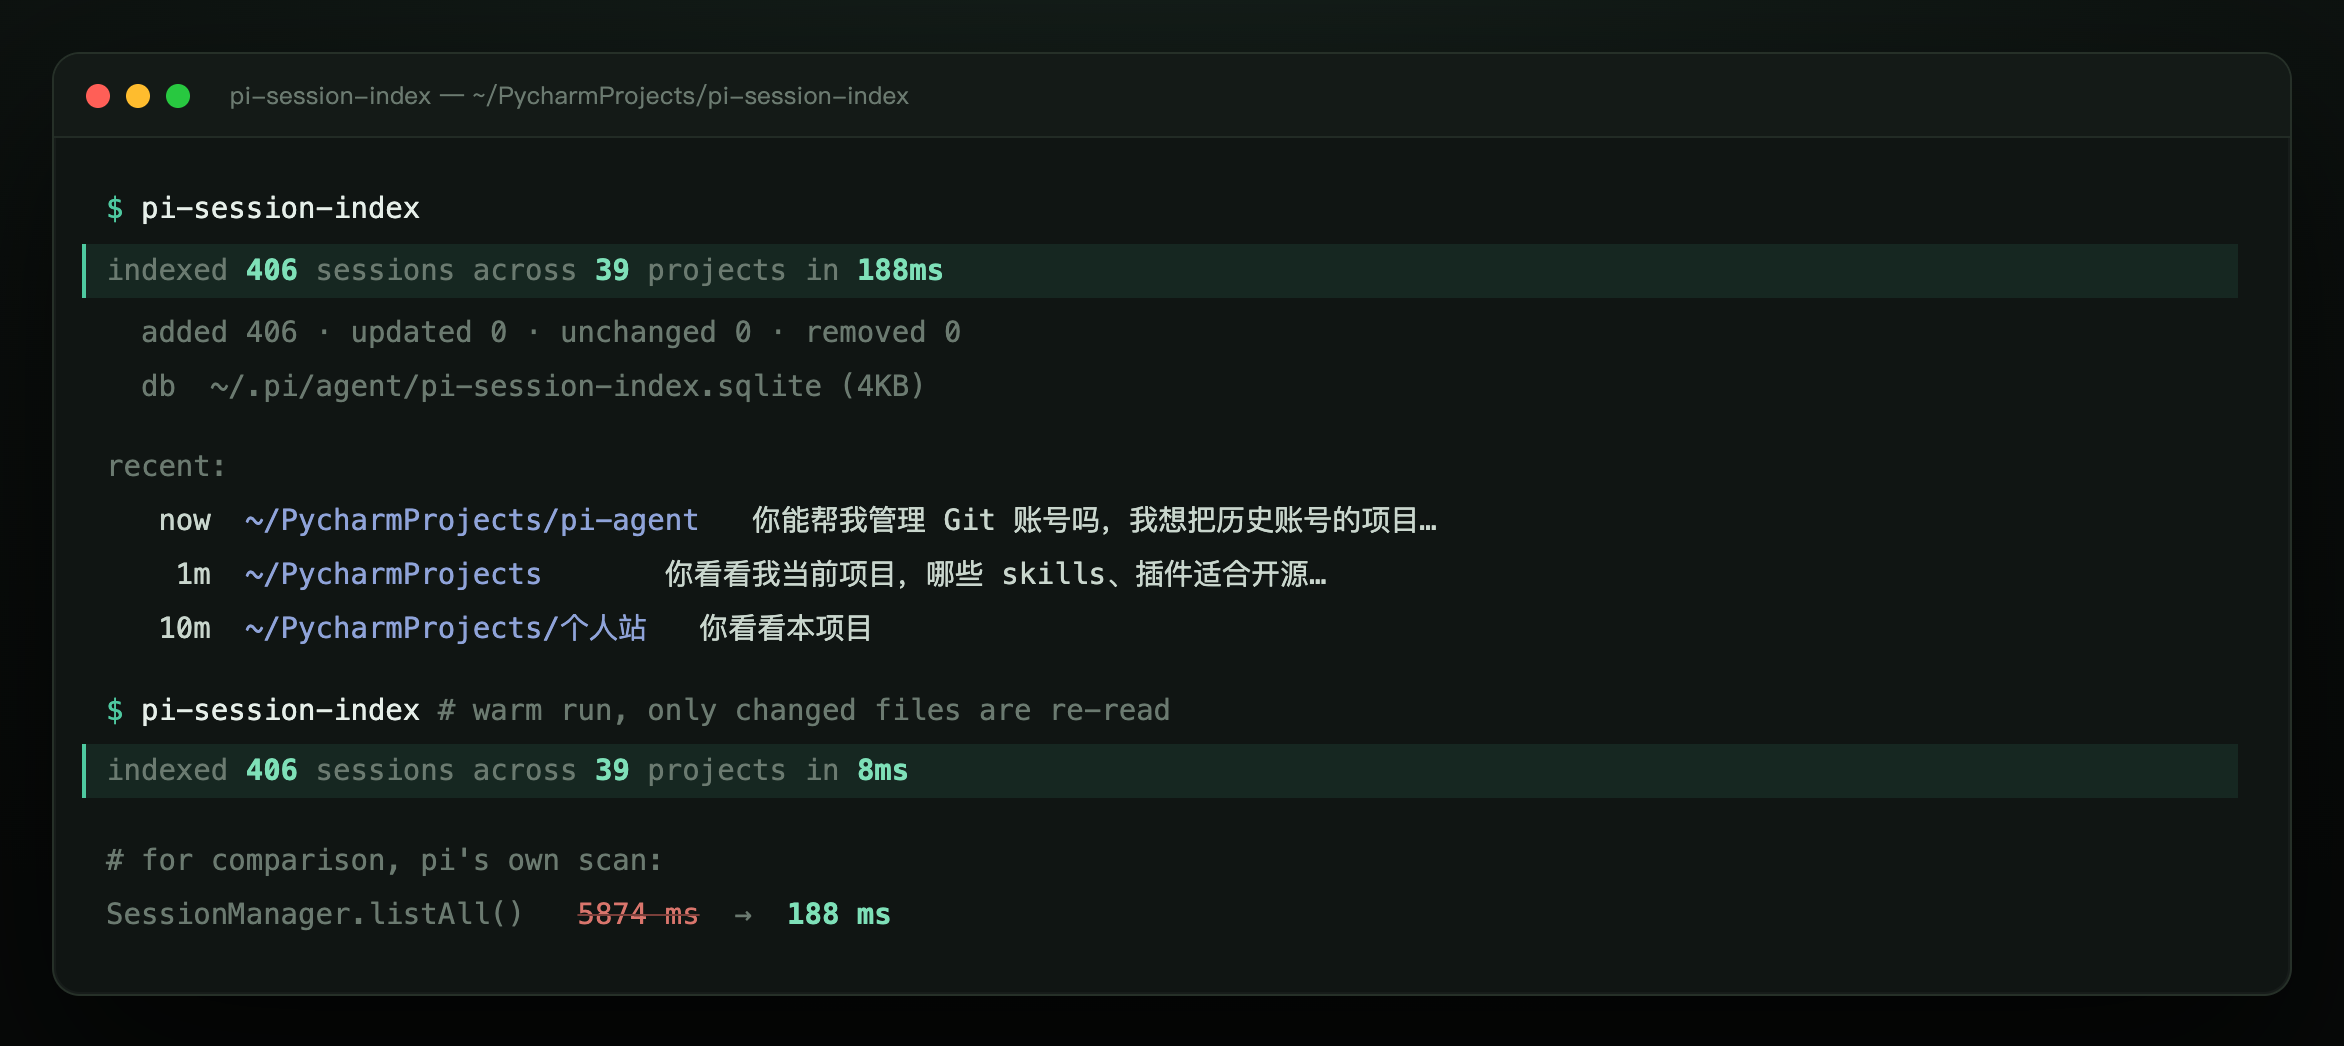 pi-session-index — ~/PycharmProjects/pi-session-index
$ pi-session-index
indexed 406 sessions across 39 projects in 188ms
added 406 · updated 0 · unchanged 0 · removed 0
db ~/.pi/agent/pi-session-index.sqlite (4KB)
recent:
now ~/PycharmProjects/pi-agent 你能帮我管理 Git 账号吗，我想把历史账号的项目…
1m ~/PycharmProjects 你看看我当前项目，哪些 skills、插件适合开源…
10m ~/PycharmProjects/个人站 你看看本项目
$ pi-session-index # warm run, only changed files are re-read
indexed 406 sessions across 39 projects in 8ms
# for comparison, pi's own scan:
SessionManager.listAll() 5874 ms → 188 ms